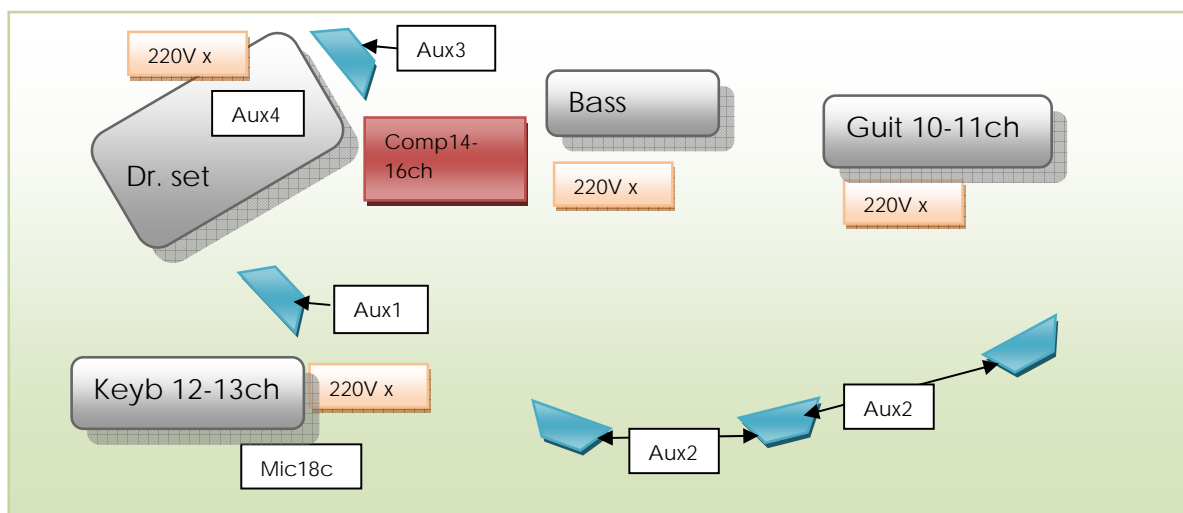 220V x
Aux3
Aux4
Dr. set
Comp14-
16ch
Bass
220V x
Guit 10-11ch
220V x
Aux1
Keyb 12-13ch
220V x
Mic18c
Aux2
Aux2